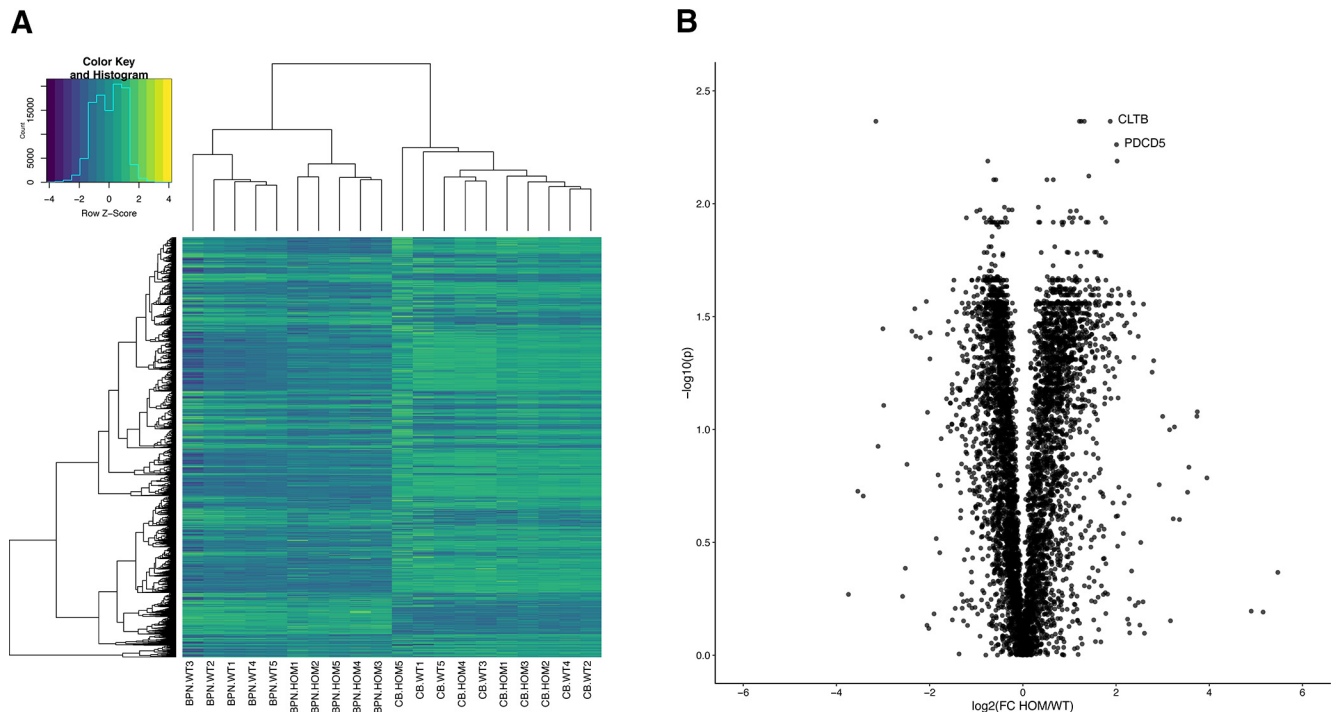 A
B
Color Key
and Histogram
Count
0 5000 15000
−4 −2 0 2 4
Row Z−Score
BPN.WT3
BPN.WT2
BPN.WT1
BPN.WT4
BPN.WT5
BPN.HOM1
BPN.HOM2
BPN.HOM5
BPN.HOM4
BPN.HOM3
CB.HOM5
CB.WT1
CB.WT5
CB.HOM4
CB.WT3
CB.HOM1
CB.HOM3
CB.HOM2
CB.WT4
CB.WT2
2.5
2.0
1.5
1.0
0.5
0.0
−log10(p)
CLTB
PDCD5
−6 −4 −2 0 2 4 6
log2(FC HOM/WT)